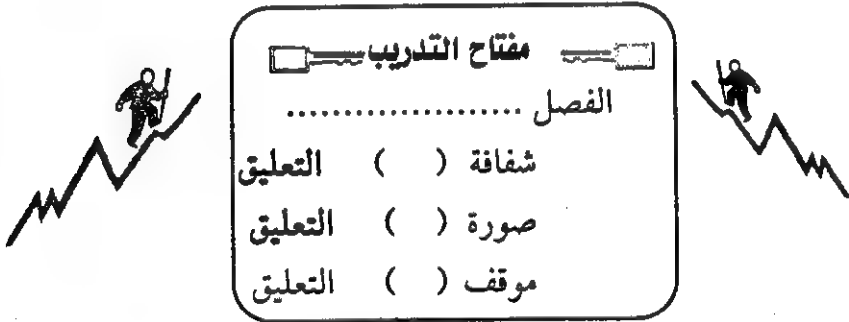 مفتاح التدريب
الفصل .....................
شفافة ( ) التعليق
صورة ( ) التعليق
موقف ( ) التعليق